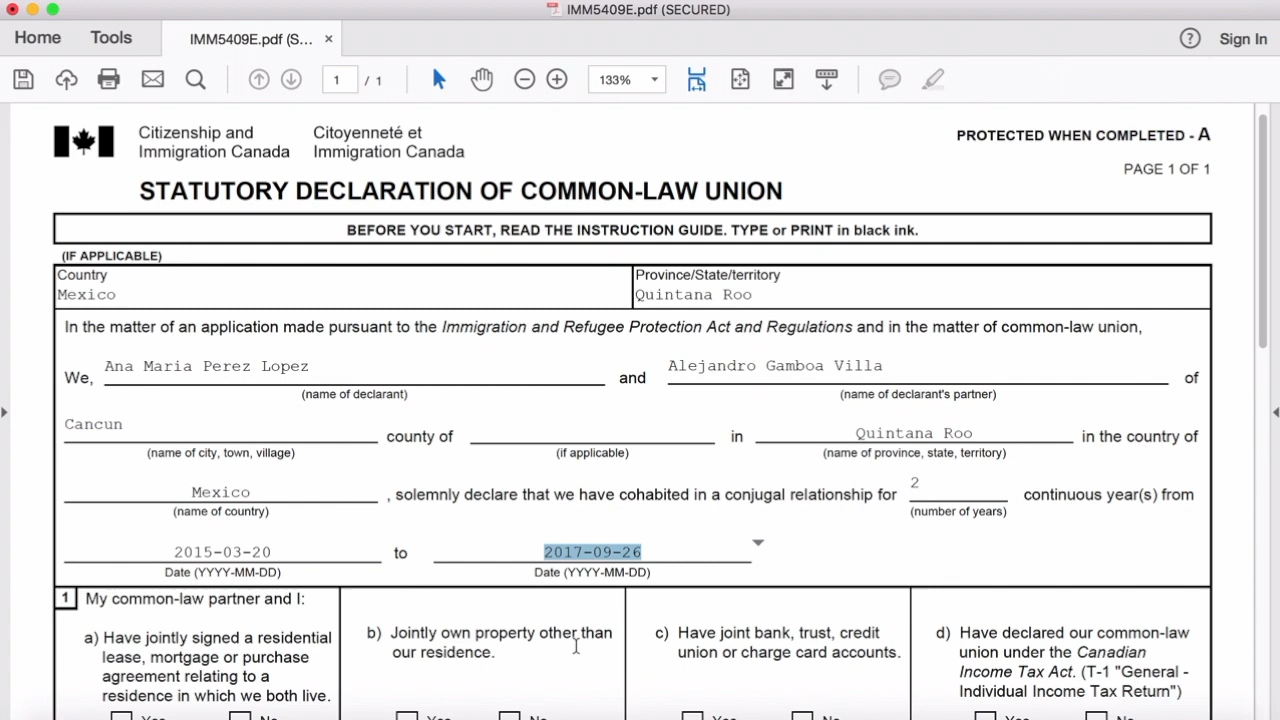 IMM5409E.pdf (SECURED)
Home Tools IMM5409E.pdf (S... × ? Sign In
1 / 1 133%
Citizenship and Citoyenneté et
Immigration Canada Immigration Canada
PROTECTED WHEN COMPLETED - A
PAGE 1 OF 1
STATUTORY DECLARATION OF COMMON-LAW UNION
BEFORE YOU START, READ THE INSTRUCTION GUIDE. TYPE or PRINT in black ink.
(IF APPLICABLE)
Country Province/State/territory
Mexico Quintana Roo
In the matter of an application made pursuant to the Immigration and Refugee Protection Act and Regulations and in the matter of common-law union,
We, Ana Maria Perez Lopez and Alejandro Gamboa Villa of
(name of declarant) (name of declarant's partner)
Cancun county of in Quintana Roo in the country of
(name of city, town, village) (if applicable) (name of province, state, territory)
Mexico , solemnly declare that we have cohabited in a conjugal relationship for 2 continuous year(s) from
(name of country) (number of years)
2015-03-20 to 2017-09-26
Date (YYYY-MM-DD) Date (YYYY-MM-DD)
1 My common-law partner and I:
a) Have jointly signed a residential
lease, mortgage or purchase
agreement relating to a
residence in which we both live.
Yes No
b) Jointly own property other than
our residence.
Yes No
c) Have joint bank, trust, credit
union or charge card accounts.
Yes No
d) Have declared our common-law
union under the Canadian
Income Tax Act. (T-1 "General -
Individual Income Tax Return")
Yes No